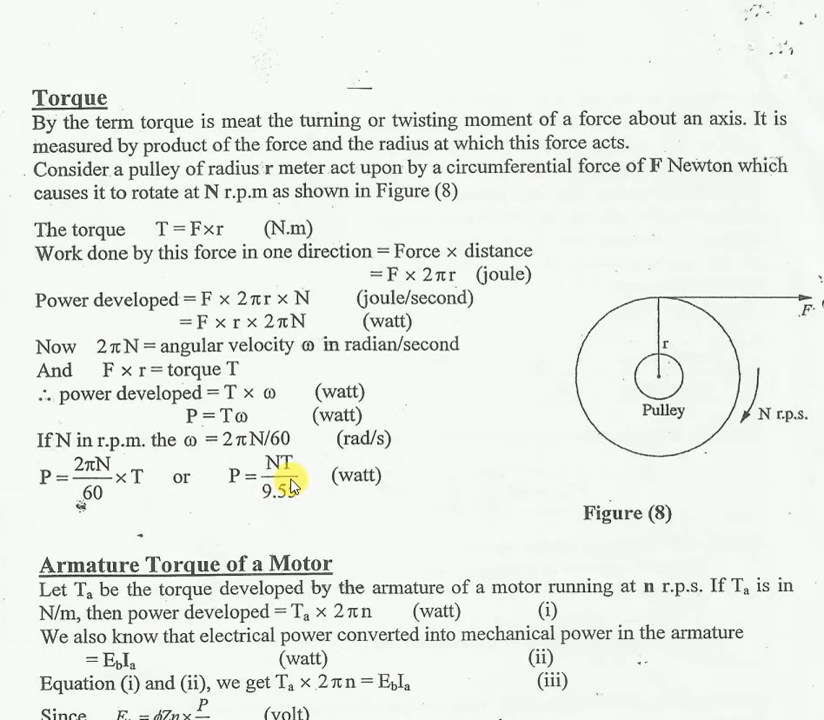 Torque
By the term torque is meat the turning or twisting moment of a force about an axis. It is
measured by product of the force and the radius at which this force acts.
Consider a pulley of radius r meter act upon by a circumferential force of F Newton which
causes it to rotate at N r.p.m as shown in Figure (8)
The torque T = F×r (N.m)
Work done by this force in one direction = Force × distance
= F × 2πr (joule)
Power developed = F × 2πr × N (joule/second)
= F × r × 2πN (watt)
Now 2πN = angular velocity ω in radian/second
And F × r = torque T
∴ power developed = T × ω (watt)
P = Tω (watt)
If N in r.p.m. the ω = 2πN/60 (rad/s)
P = 2πN/60 × T or P = NT/9.55 (watt)
F
r
Pulley
N r.p.s.
Figure (8)
Armature Torque of a Motor
Let Ta be the torque developed by the armature of a motor running at n r.p.s. If Ta is in
N/m, then power developed = Ta × 2πn (watt) (i)
We also know that electrical power converted into mechanical power in the armature
= EbIa (watt) (ii)
Equation (i) and (ii), we get Ta × 2πn = EbIa (iii)
Since Eb = ϕZn × P (volt)